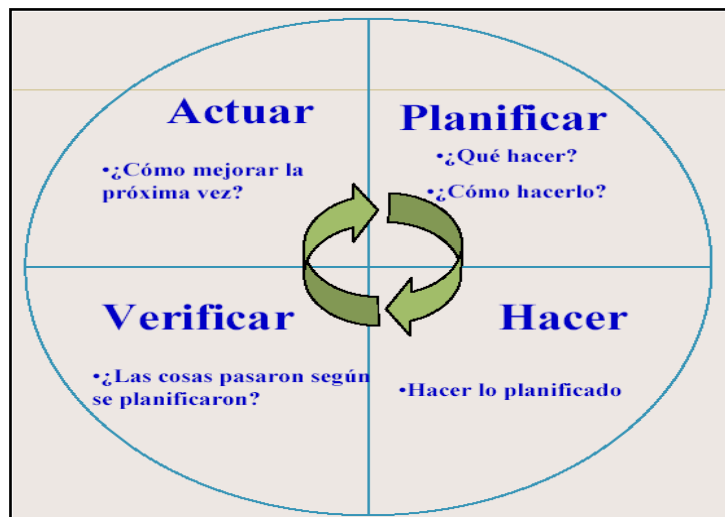 Actuar
•¿Cómo mejorar la
próxima vez?
Planificar
•¿Qué hacer?
•¿Cómo hacerlo?
Verificar
•¿Las cosas pasaron según
se planificaron?
Hacer
•Hacer lo planificado